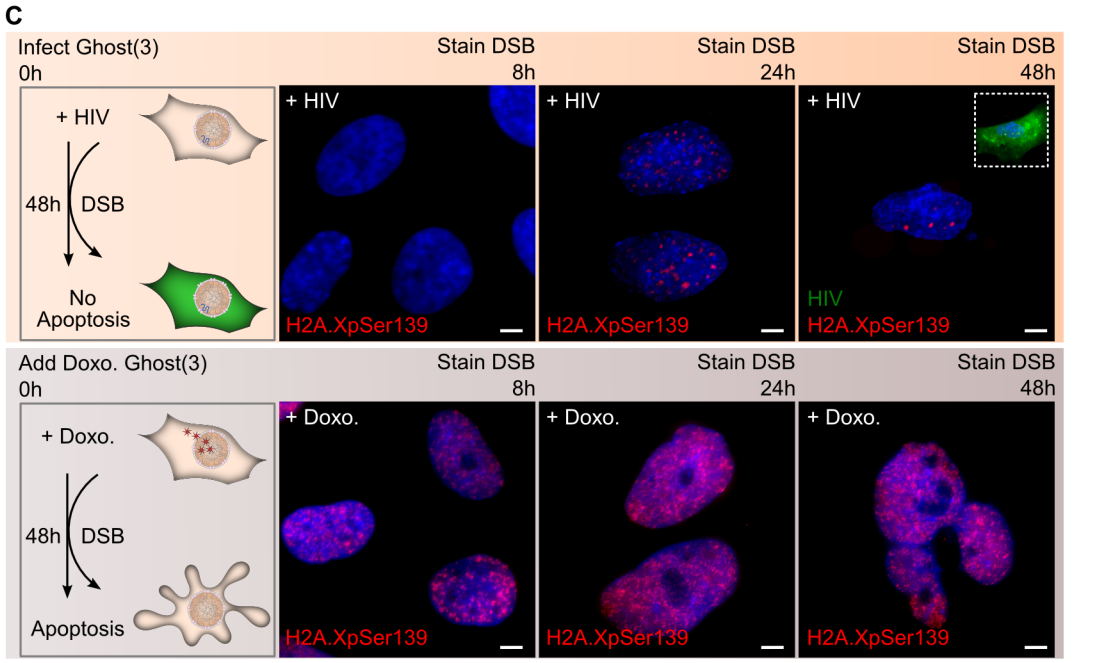 C
Infect Ghost(3)
0h
Stain DSB
8h
Stain DSB
24h
Stain DSB
48h
+ HIV
48h
DSB
No
Apoptosis
+ HIV
H2A.XpSer139
+ HIV
H2A.XpSer139
+ HIV
HIV
H2A.XpSer139
Add Doxo. Ghost(3)
0h
Stain DSB
8h
Stain DSB
24h
Stain DSB
48h
+ Doxo.
48h
DSB
Apoptosis
+ Doxo.
H2A.XpSer139
+ Doxo.
H2A.XpSer139
+ Doxo.
H2A.XpSer139